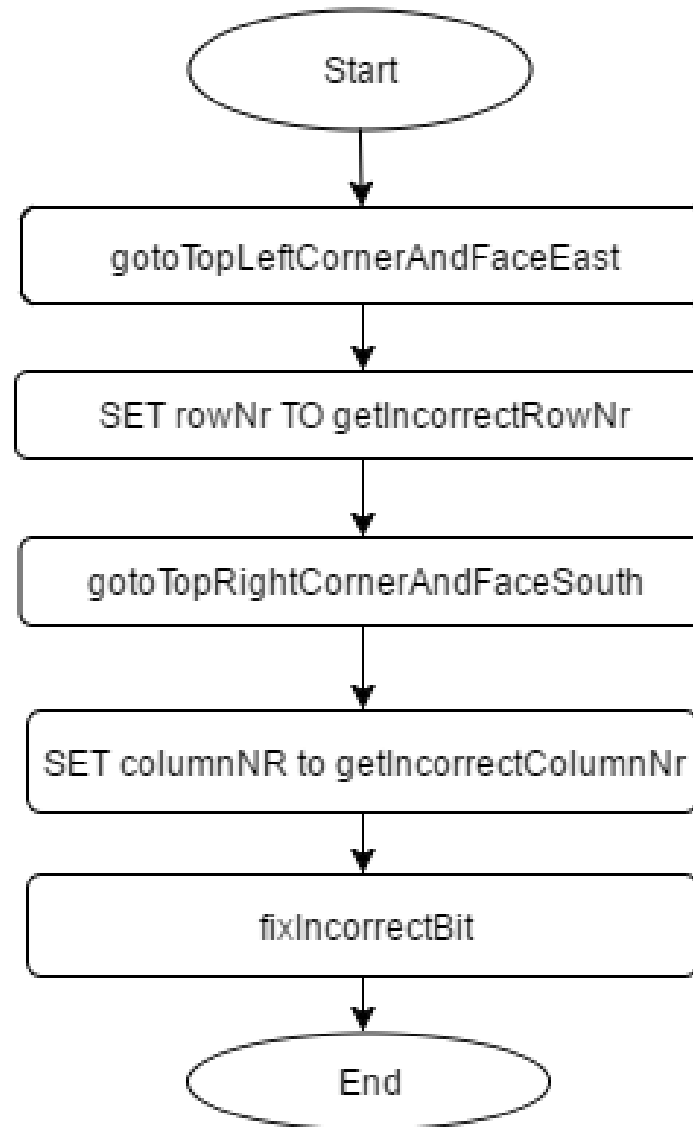 Start
gotoTopLeftCornerAndFaceEast
SET rowNr TO getIncorrectRowNr
gotoTopRightCornerAndFaceSouth
SET columnNR to getIncorrectColumnNr
fixIncorrectBit
End